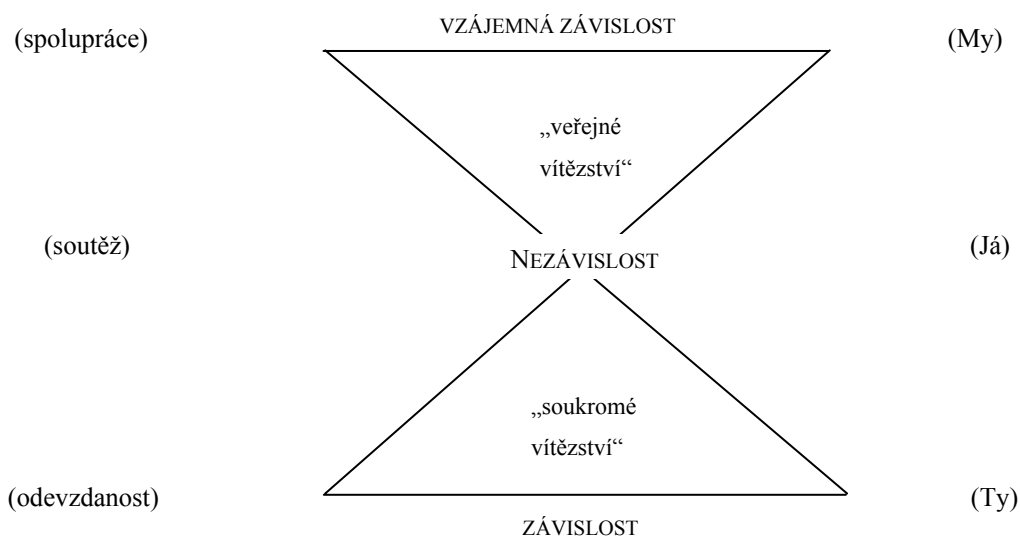 VZÁJEMNÁ ZÁVISLOST
(spolupráce)
(My)
„veřejné
vítězství“
(soutěž)
NEZÁVISLOST
(Já)
„soukromé
vítězství“
(odevzdanost)
(Ty)
ZÁVISLOST